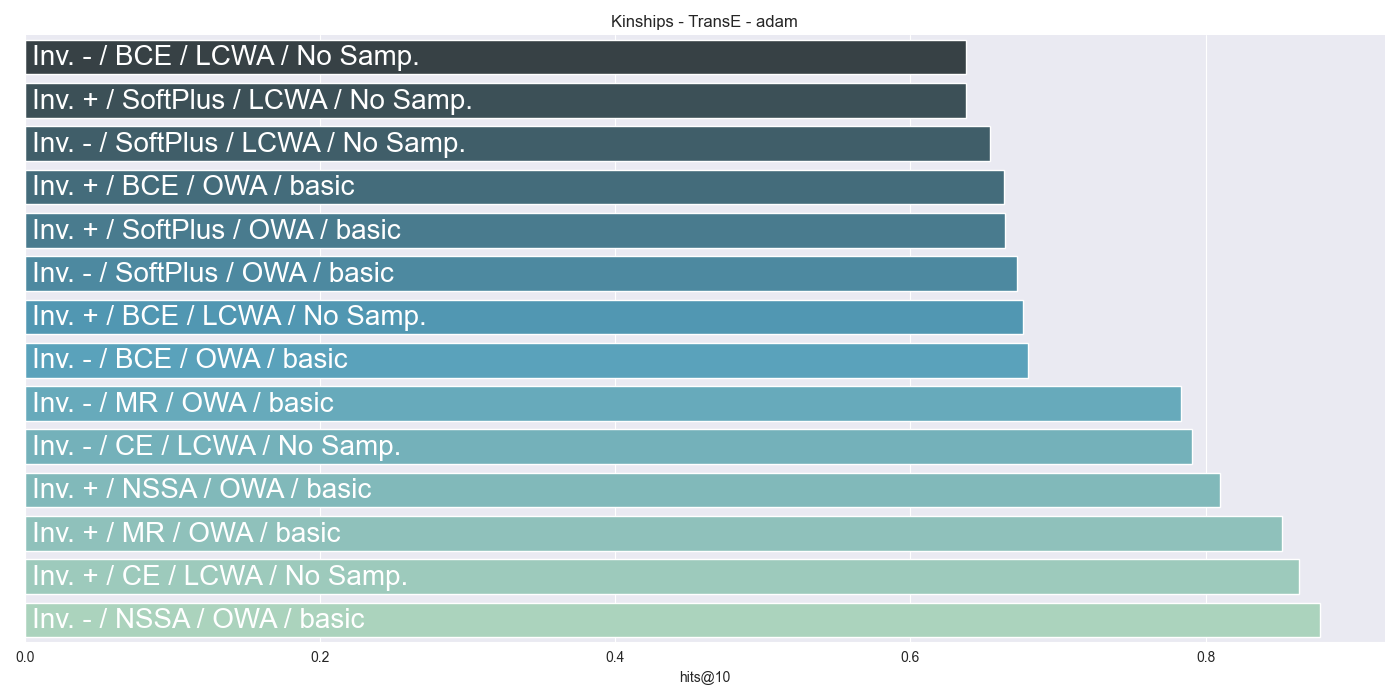 Kinships - TransE - adam
Inv. - / BCE / LCWA / No Samp.
Inv. + / SoftPlus / LCWA / No Samp.
Inv. - / SoftPlus / LCWA / No Samp.
Inv. + / BCE / OWA / basic
Inv. + / SoftPlus / OWA / basic
Inv. - / SoftPlus / OWA / basic
Inv. + / BCE / LCWA / No Samp.
Inv. - / BCE / OWA / basic
Inv. - / MR / OWA / basic
Inv. - / CE / LCWA / No Samp.
Inv. + / NSSA / OWA / basic
Inv. + / MR / OWA / basic
Inv. + / CE / LCWA / No Samp.
Inv. - / NSSA / OWA / basic
0.0 0.2 0.4 0.6 0.8
hits@10